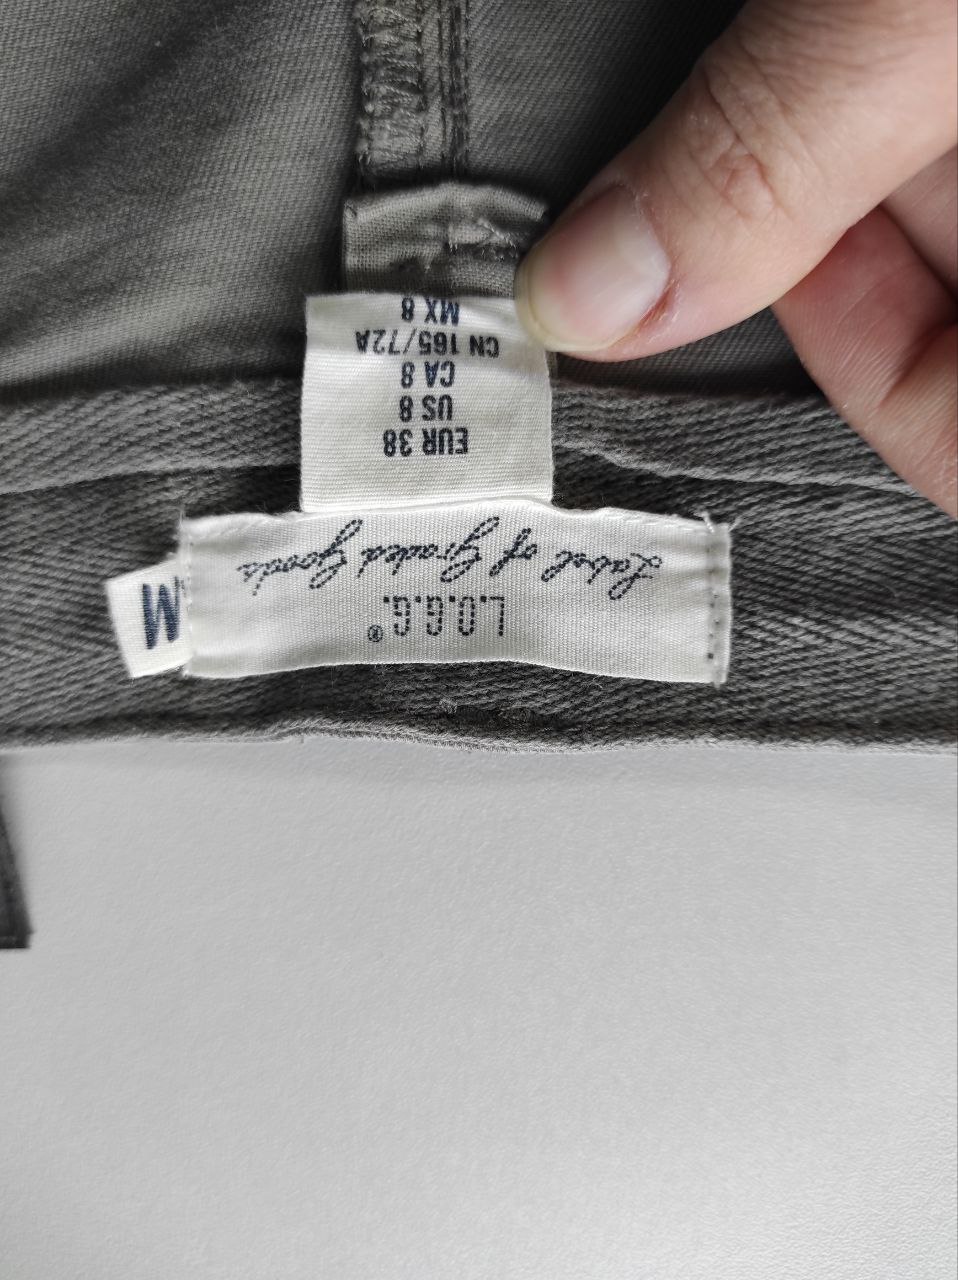 L.O.G.G.®
Label of Graded Goods
M
EUR 38
US 8
CA 8
CN 165/72A
MX 8